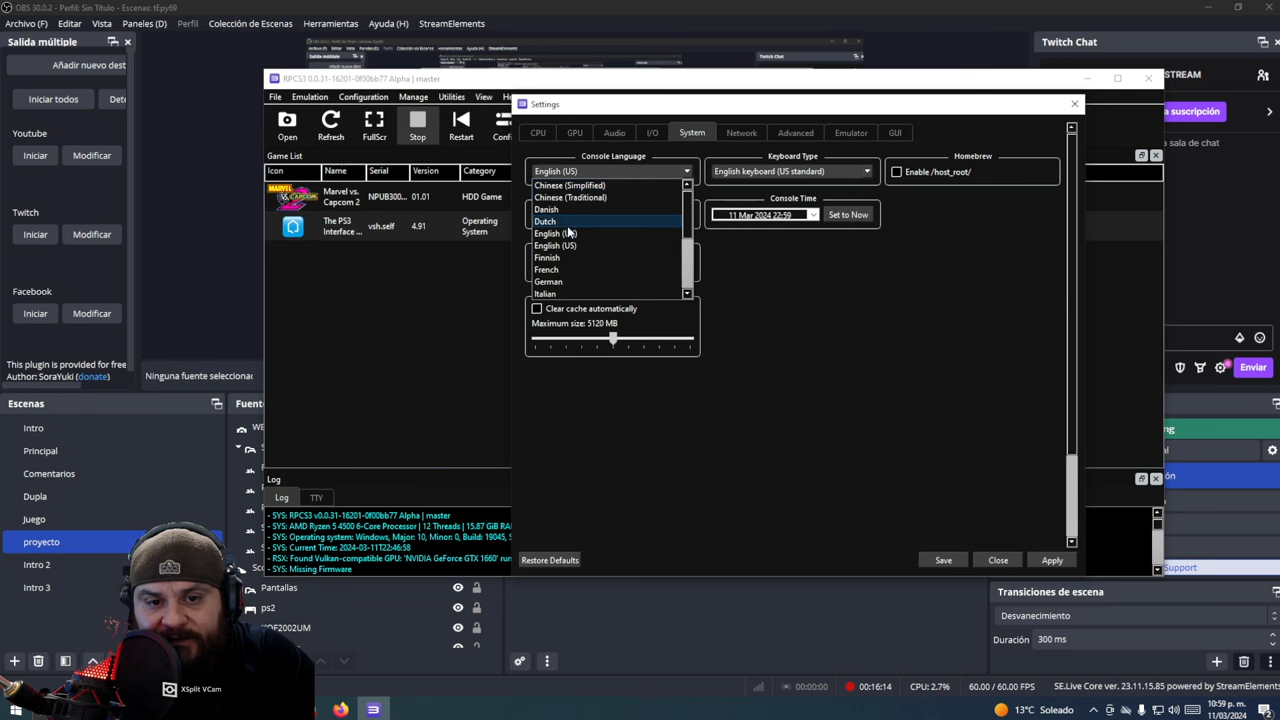 OBS 30.0.2 - Perfil: Sin Título - Escenas: tEpy69
Archivo (F) Editar Vista Paneles (D) Perfil Colección de Escenas Herramientas Ayuda (H) StreamElements
Salida múltiple
Iniciar todos
Youtube
Iniciar Modificar
Twitch
Iniciar Modificar
Facebook
Iniciar Modificar
This plugin is provided for free
Author: SoraYuki (donate)
Ninguna fuente seleccionad
Escenas
Intro
Principal
Comentarios
Dupla
Juego
proyecto
Intro 2
Intro 3
XSplit VCam
Pantallas
ps2
KOF2002UM
RPCS3 0.0.31-16201-0f00bb77 Alpha | master
File Emulation Configuration Manage Utilities View
Open Refresh FullScr Stop Restart
Game List
Icon Name Serial Version Category
MARVEL
Marvel vs. Capcom 2 NPUB300... 01.01 HDD Game
The PS3 Interface ... vsh.self 4.91 Operating System
Log
Log TTY
- SYS: RPCS3 v0.0.31-16201-0f00bb77 Alpha | master
- SYS: AMD Ryzen 5 4500 6-Core Processor | 12 Threads | 15.87 GiB RA
- SYS: Operating system: Windows, Major: 10, Minor: 0, Build: 19045,
- SYS: Current Time: 2024-03-11T22:46:58
- RSX: Found Vulkan-compatible GPU: 'NVIDIA GeForce GTX 1660'
- SYS: Missing Firmware
Settings
CPU GPU Audio I/O System Network Advanced Emulator GUI
Console Language
English (US)
Chinese (Simplified)
Chinese (Traditional)
Danish
Dutch
English
English (US)
Finnish
French
German
Italian
Clear cache automatically
Maximum size: 5120 MB
Keyboard Type
English keyboard (US standard)
Console Time
11 Mar 2024 22:59 Set to Now
Homebrew
Enable /host_root/
Restore Defaults Save Close Apply
Twitch Chat
Twitch Chat
STREAM
a suscripción
sala de chat
Enviar
Support
Transiciones de escena
Desvanecimiento
Duración 300 ms
00:00:00 00:16:14 CPU: 2.7% 60.00 / 60.00 FPS SE.Live Core ver. 23.11.15.85 powered by StreamElements
13°C Soleado
10:59 p. m.
11/03/2024